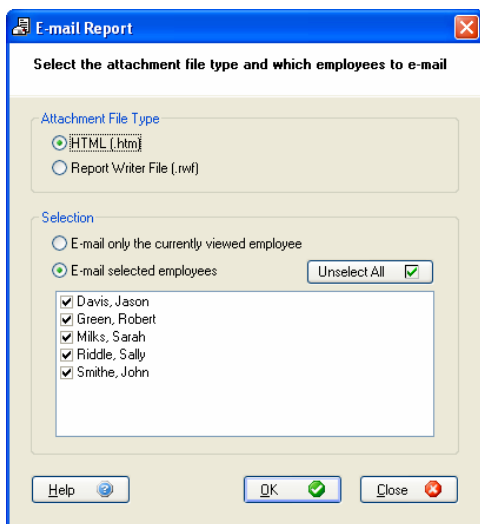 E-mail Report
Select the attachment file type and which employees to e-mail
Attachment File Type
HTML (.htm)
Report Writer File (.rwf)
Selection
E-mail only the currently viewed employee
E-mail selected employees
Unselect All
Davis, Jason
Green, Robert
Milks, Sarah
Riddle, Sally
Smithe, John
Help
OK
Close